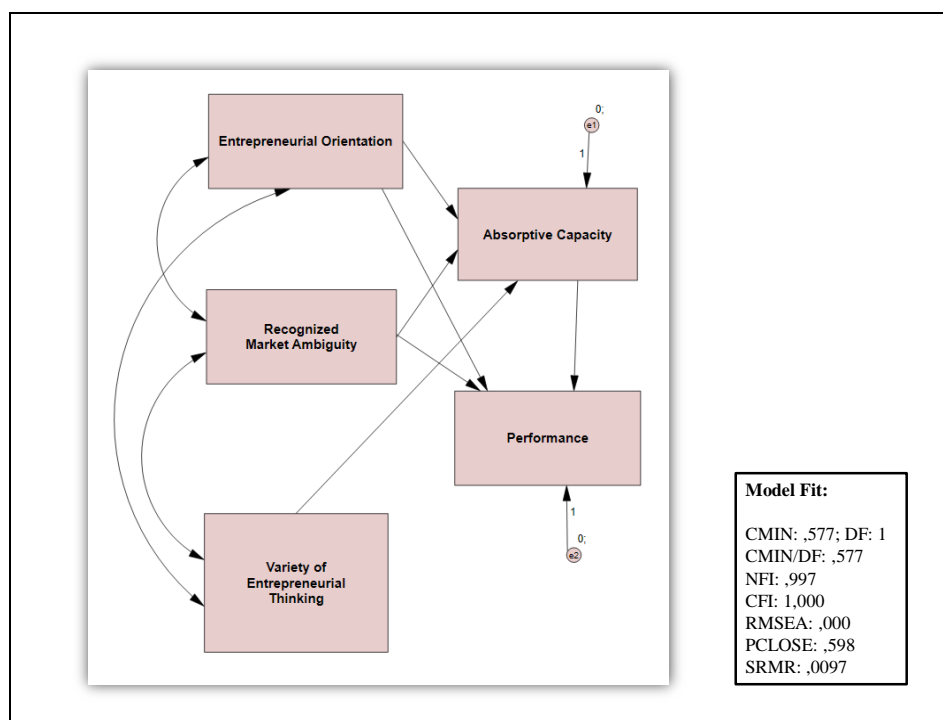 0;
e1
1
Entrepreneurial Orientation
Absorptive Capacity
Recognized
Market Ambiguity
Performance
1
0;
e2
Variety of
Entrepreneurial
Thinking
Model Fit:
CMIN: ,577; DF: 1
CMIN/DF: ,577
NFI: ,997
CFI: 1,000
RMSEA: ,000
PCLOSE: ,598
SRMR: ,0097